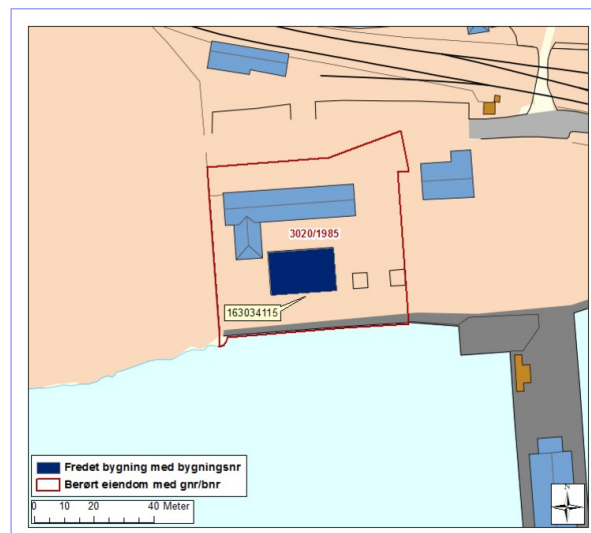 3020/1985
163034115
Fredet bygning med bygningsnr
Berørt eiendom med gnr/bnr
0 10 20 40 Meter
N